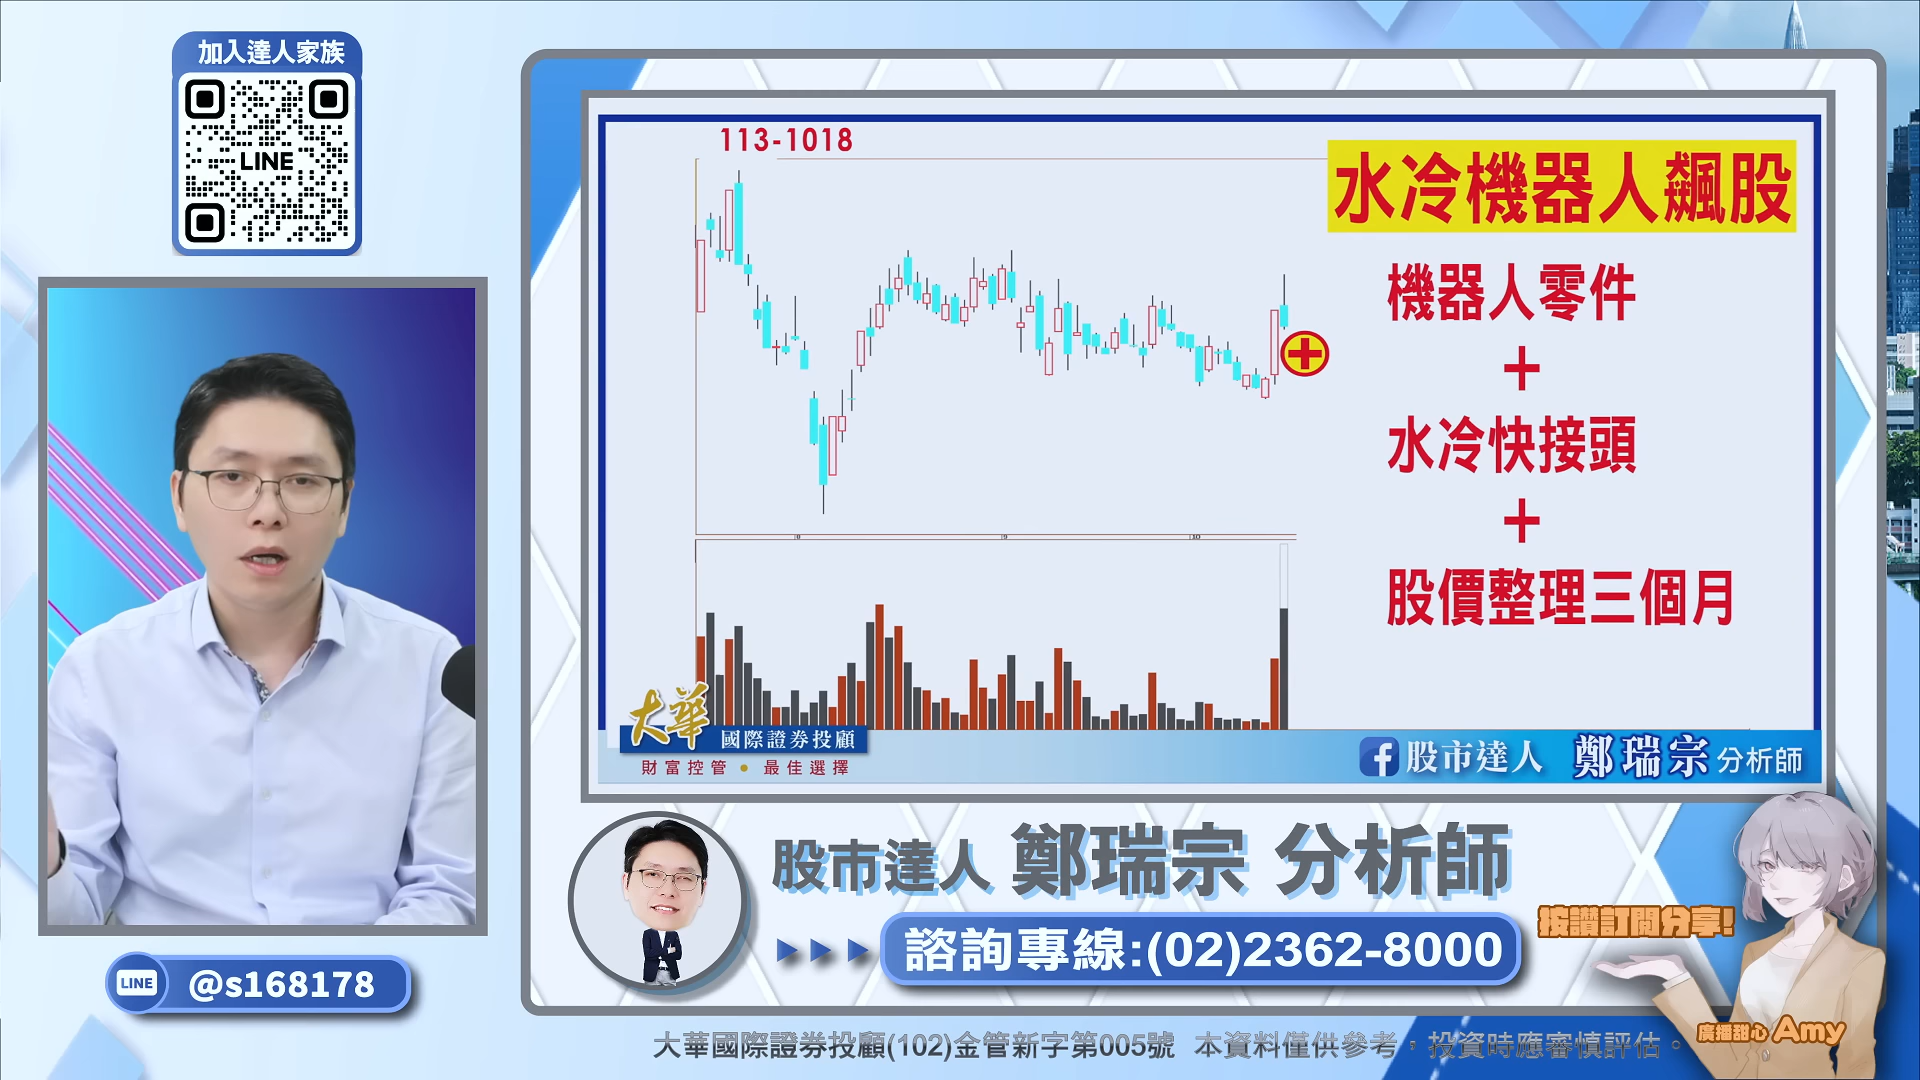 加入達人家族
LINE
113-1018
水冷機器人飆股
機器人零件
+
水冷快接頭
+
股價整理三個月
8
9
10
大華
國際證券投顧
財富控管 • 最佳選擇
f 股市達人 鄭瑞宗 分析師
股市達人 鄭瑞宗 分析師
諮詢專線:(02)2362-8000
按讚訂閱分享!
LINE @s168178
廣播甜心 Amy
大華國際證券投顧(102)金管新字第005號 本資料僅供參考,投資時應審慎評估。